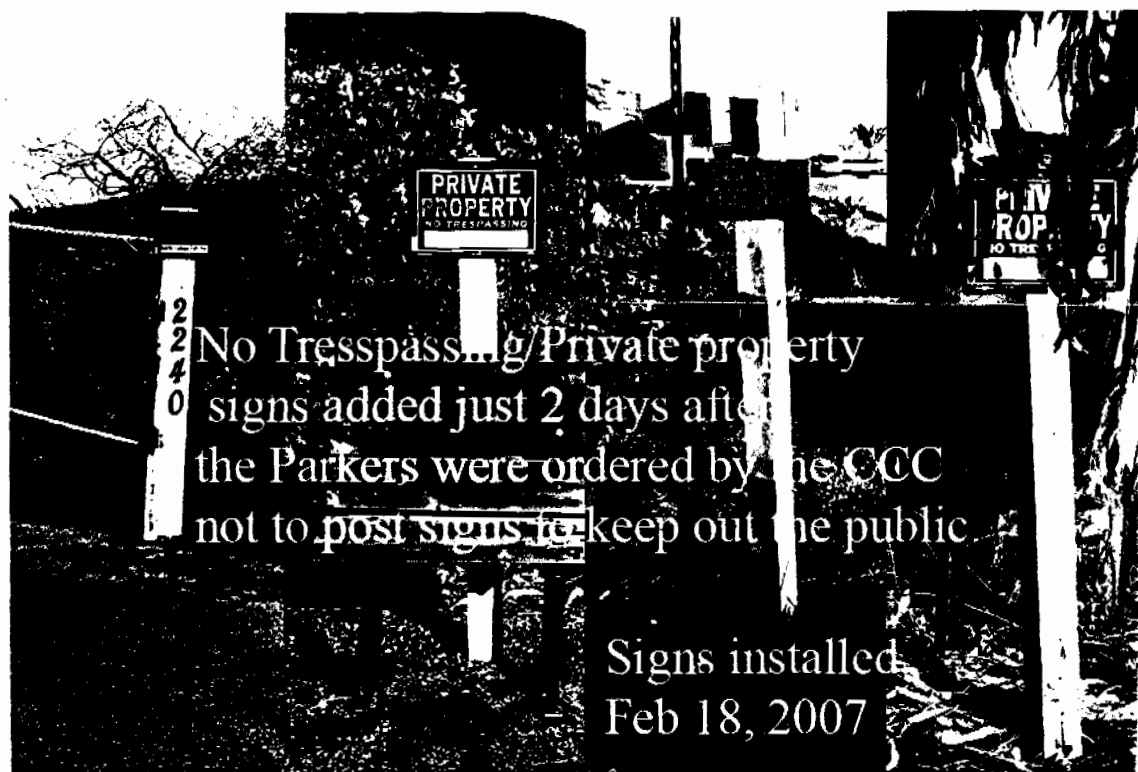 2240
PRIVATE
PROPERTY
NO TRESPASSING
PROP
No Tresspassing/Private property
signs added just 2 days after
the Parkers were ordered by the CCC
not to post signs to keep out the public
Signs installed
Feb 18, 2007